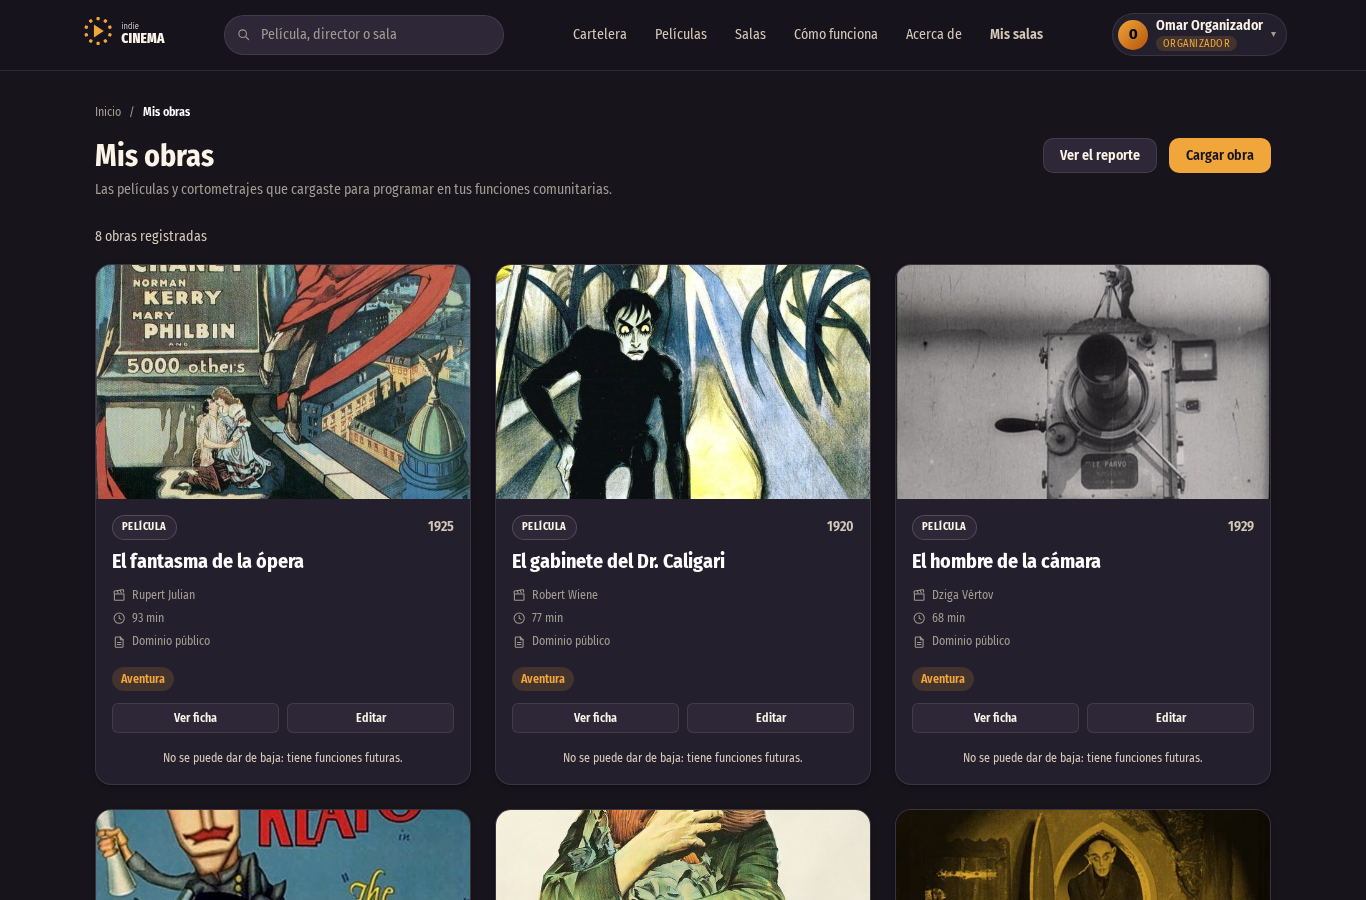 indie
CINEMA
Película, director o sala
Cartelera
Películas
Salas
Cómo funciona
Acerca de
Mis salas
O
Omar Organizador
ORGANIZADOR
Inicio / Mis obras
Mis obras
Ver el reporte
Cargar obra
Las películas y cortometrajes que cargaste para programar en tus funciones comunitarias.
8 obras registradas
CHANEY
NORMAN
KERRY
MARY
PHILBIN
AND
5000 others
PELÍCULA
1925
El fantasma de la ópera
Rupert Julian
93 min
Dominio público
Aventura
Ver ficha
Editar
No se puede dar de baja: tiene funciones futuras.
PELÍCULA
1920
El gabinete del Dr. Caligari
Robert Wiene
77 min
Dominio público
Aventura
Ver ficha
Editar
No se puede dar de baja: tiene funciones futuras.
LE PARVO
PELÍCULA
1929
El hombre de la cámara
Dziga Vértov
68 min
Dominio público
Aventura
Ver ficha
Editar
No se puede dar de baja: tiene funciones futuras.
in
"The